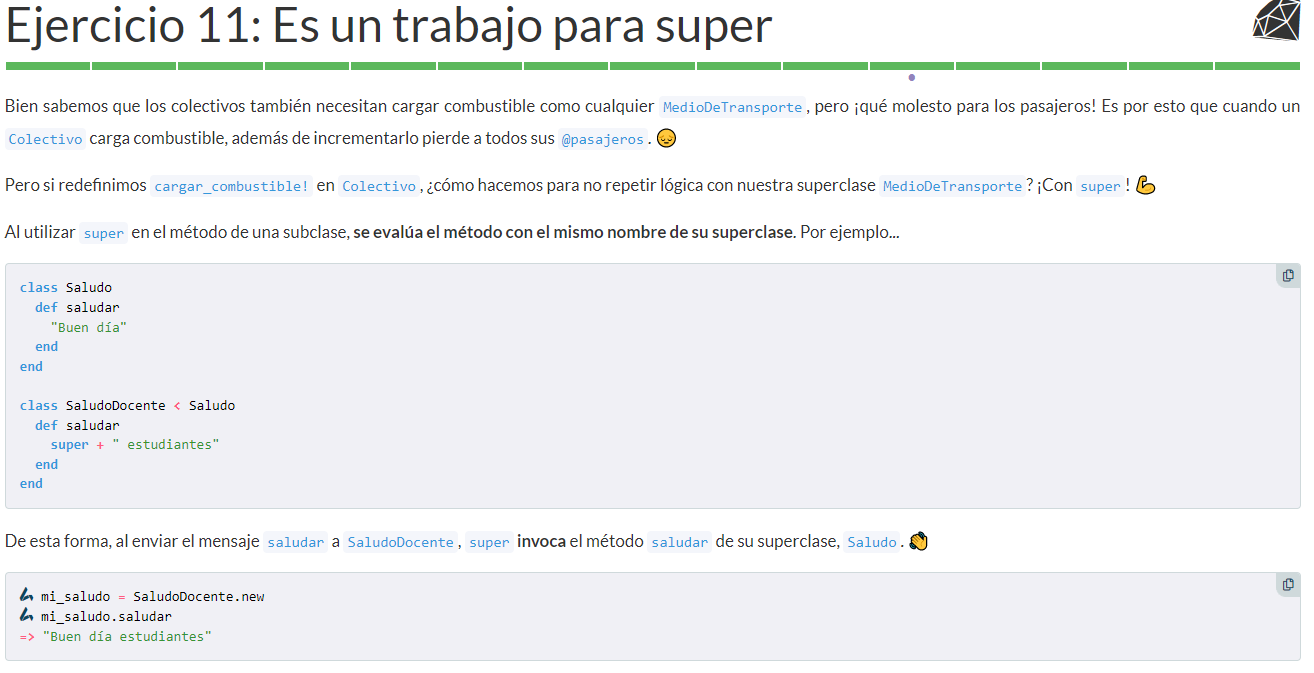 Ejercicio 11: Es un trabajo para super
Bien sabemos que los colectivos también necesitan cargar combustible como cualquier MedioDeTransporte, pero ¡qué molesto para los pasajeros! Es por esto que cuando un
Colectivo carga combustible, además de incrementarlo pierde a todos sus @pasajeros. 😔
Pero si redefinimos cargar_combustible! en Colectivo, ¿cómo hacemos para no repetir lógica con nuestra superclase MedioDeTransporte? ¡Con super! 💪
Al utilizar super en el método de una subclase, se evalúa el método con el mismo nombre de su superclase. Por ejemplo...
class Saludo
  def saludar
    "Buen día"
  end
end
class SaludoDocente < Saludo
  def saludar
    super + " estudiantes"
  end
end
De esta forma, al enviar el mensaje saludar a SaludoDocente, super invoca el método saludar de su superclase, Saludo. 👏
mi_saludo = SaludoDocente.new
mi_saludo.saludar
=> "Buen día estudiantes"